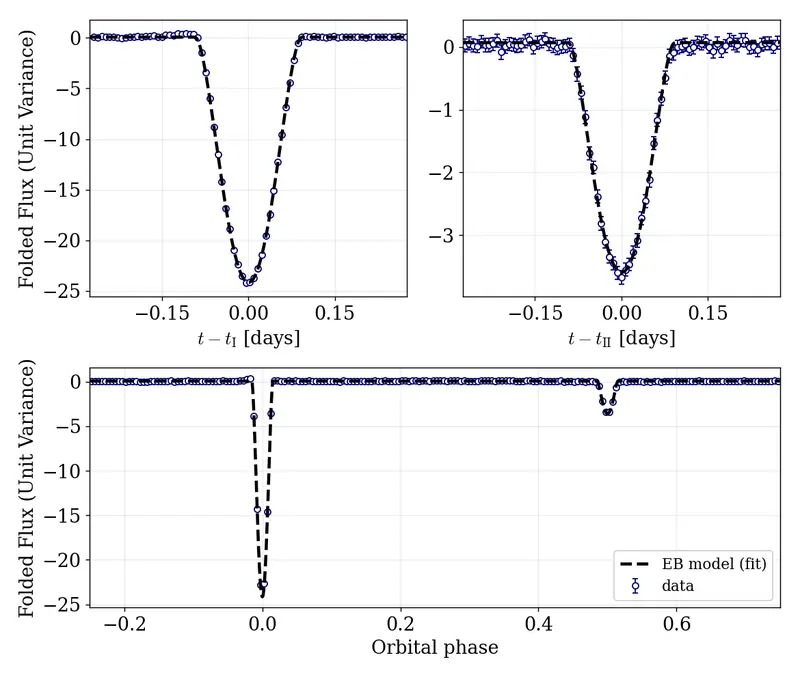 Folded Flux (Unit Variance)
0
−5
−10
−15
−20
−25
−0.15 0.00 0.15
t − tI [days]
0
−1
−2
−3
−0.15 0.00 0.15
t − tII [days]
Folded Flux (Unit Variance)
0
−5
−10
−15
−20
−25
−0.2 0.0 0.2 0.4 0.6
Orbital phase
EB model (fit)
data